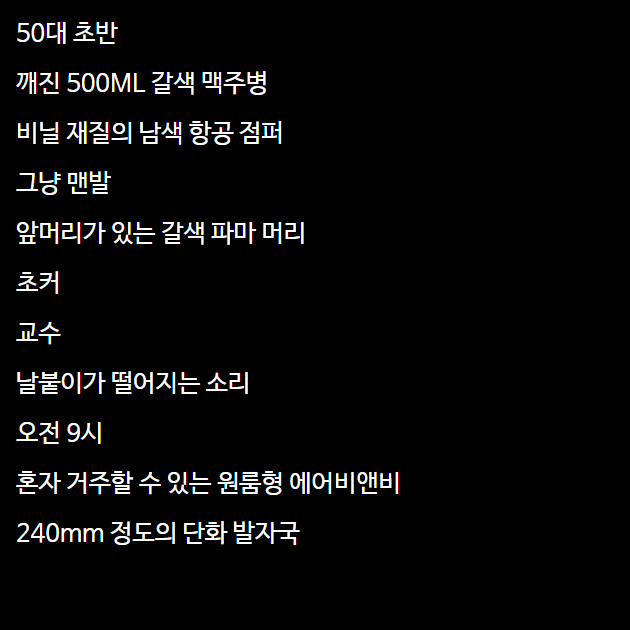 50대 초반
깨진 500ML 갈색 맥주병
비닐 재질의 남색 항공 점퍼
그냥 맨발
앞머리가 있는 갈색 파마 머리
초커
교수
날붙이가 떨어지는 소리
오전 9시
혼자 거주할 수 있는 원룸형 에어비앤비
240mm 정도의 단화 발자국